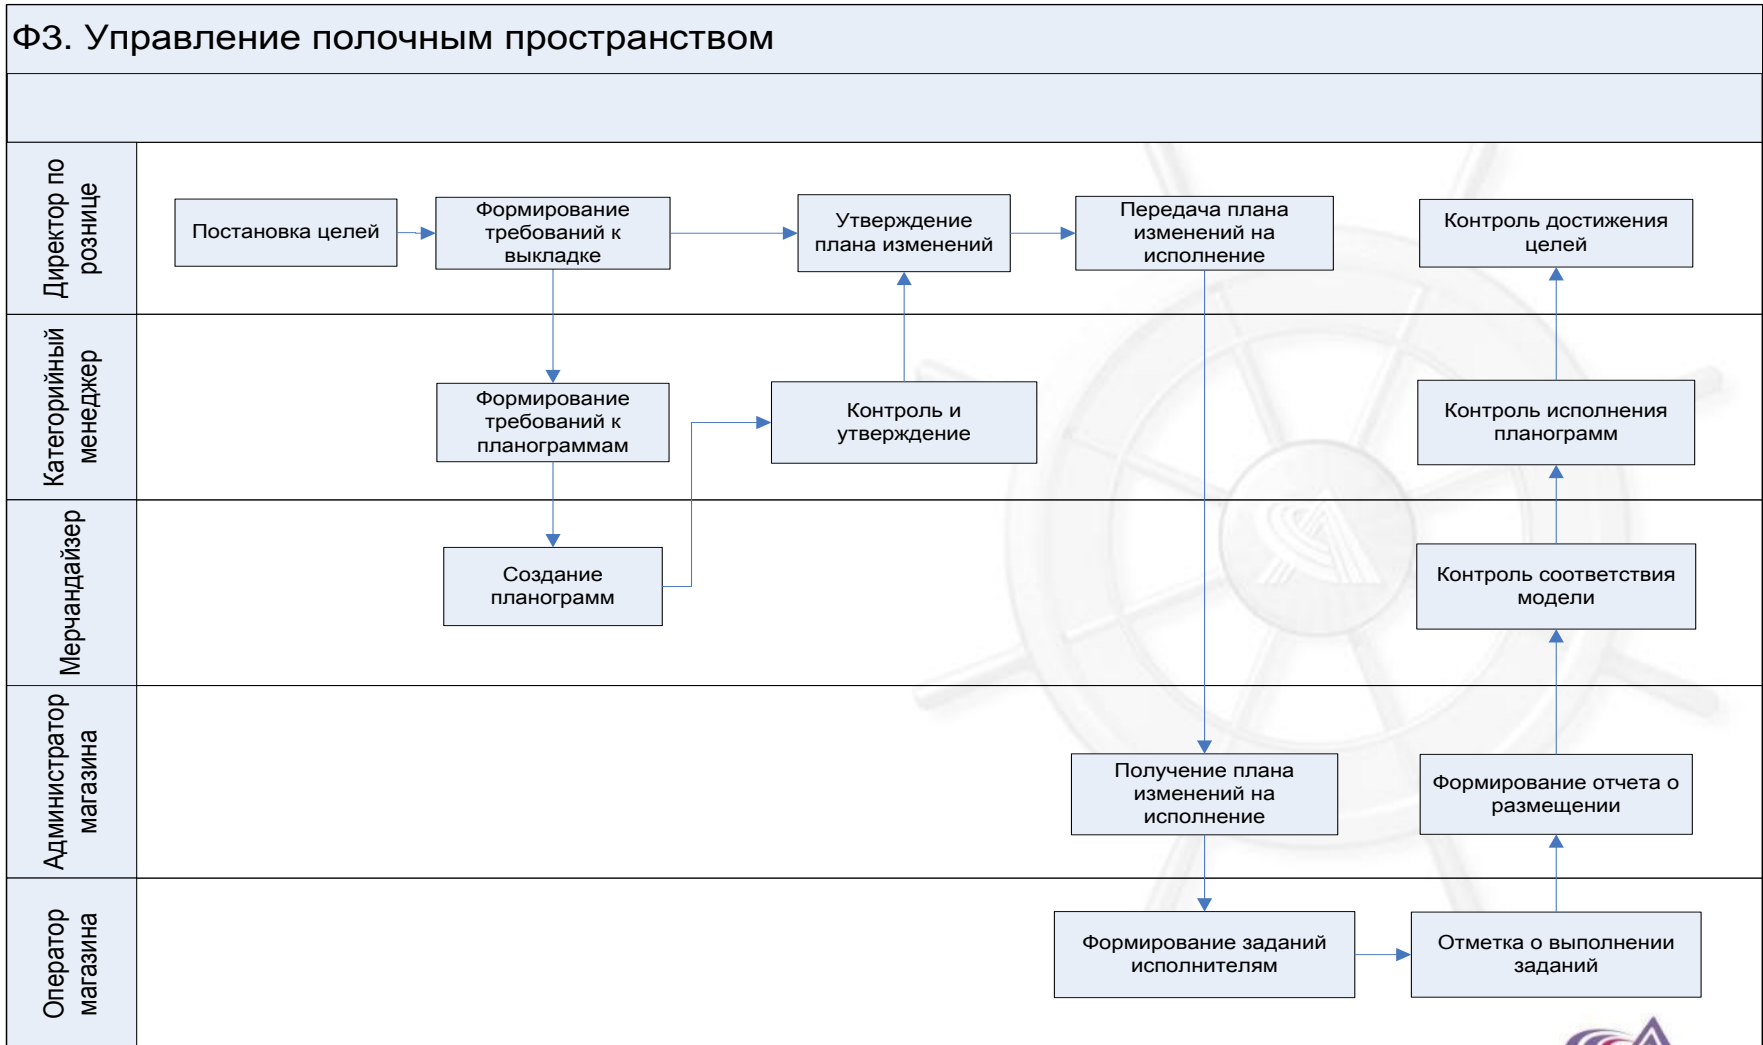 Ф3. Управление полочным пространством
Директор по
рознице
Постановка целей
Формирование
требований к
выкладке
Утверждение
плана изменений
Передача плана
изменений на
исполнение
Контроль достижения
целей
Категорийный
менеджер
Формирование
требований к
планограммам
Контроль и
утверждение
Контроль исполнения
планограмм
Мерчандайзер
Создание
планограмм
Контроль соответствия
модели
Администратор
магазина
Получение плана
изменений на
исполнение
Формирование отчета о
размещении
Оператор
магазина
Формирование заданий
исполнителям
Отметка о выполнении
заданий